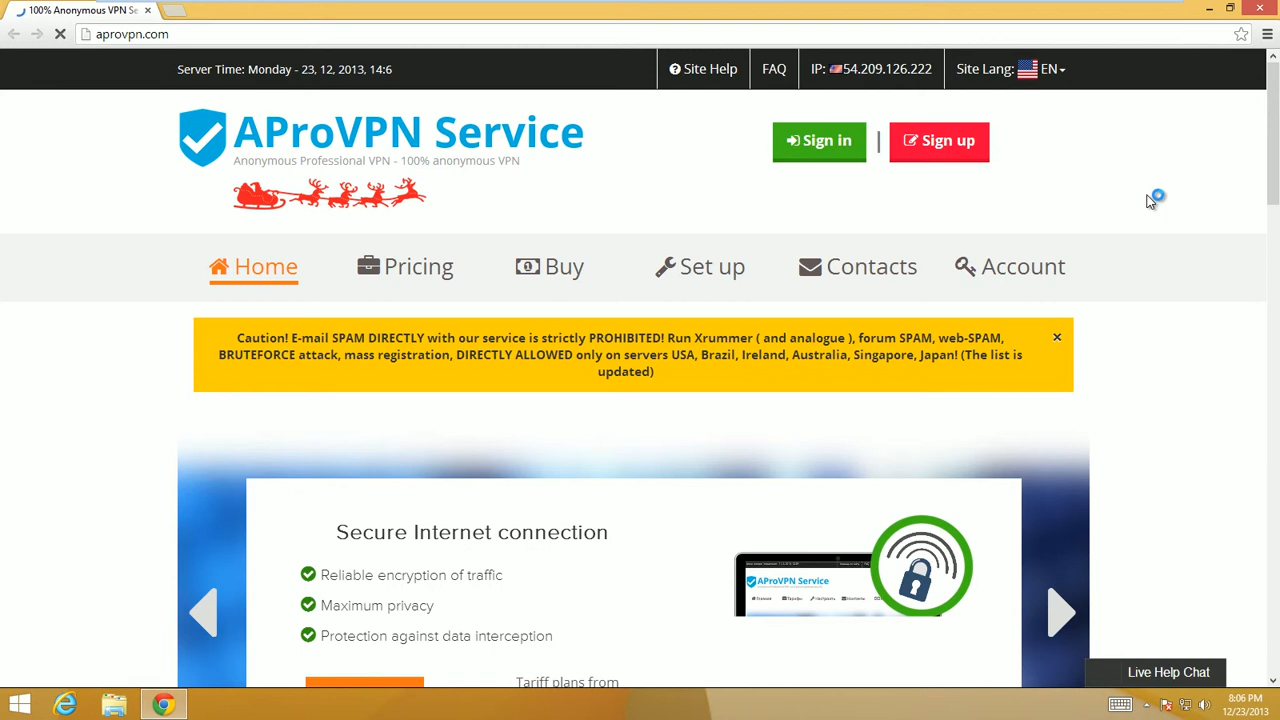 100% Anonymous VPN Se
aprovpn.com
Server Time: Monday - 23, 12, 2013, 14:6
Site Help
FAQ
IP: 54.209.126.222
Site Lang: EN
AProVPN Service
Anonymous Professional VPN - 100% anonymous VPN
Sign in | Sign up
Home
Pricing
Buy
Set up
Contacts
Account
Caution! E-mail SPAM DIRECTLY with our service is strictly PROHIBITED! Run Xrummer ( and analogue ), forum SPAM, web-SPAM,
BRUTEFORCE attack, mass registration, DIRECTLY ALLOWED only on servers USA, Brazil, Ireland, Australia, Singapore, Japan! (The list is
updated)
Secure Internet connection
Reliable encryption of traffic
Maximum privacy
Protection against data interception
AProVPN Service
Tariff plans from
Live Help Chat
8:06 PM
12/23/2013